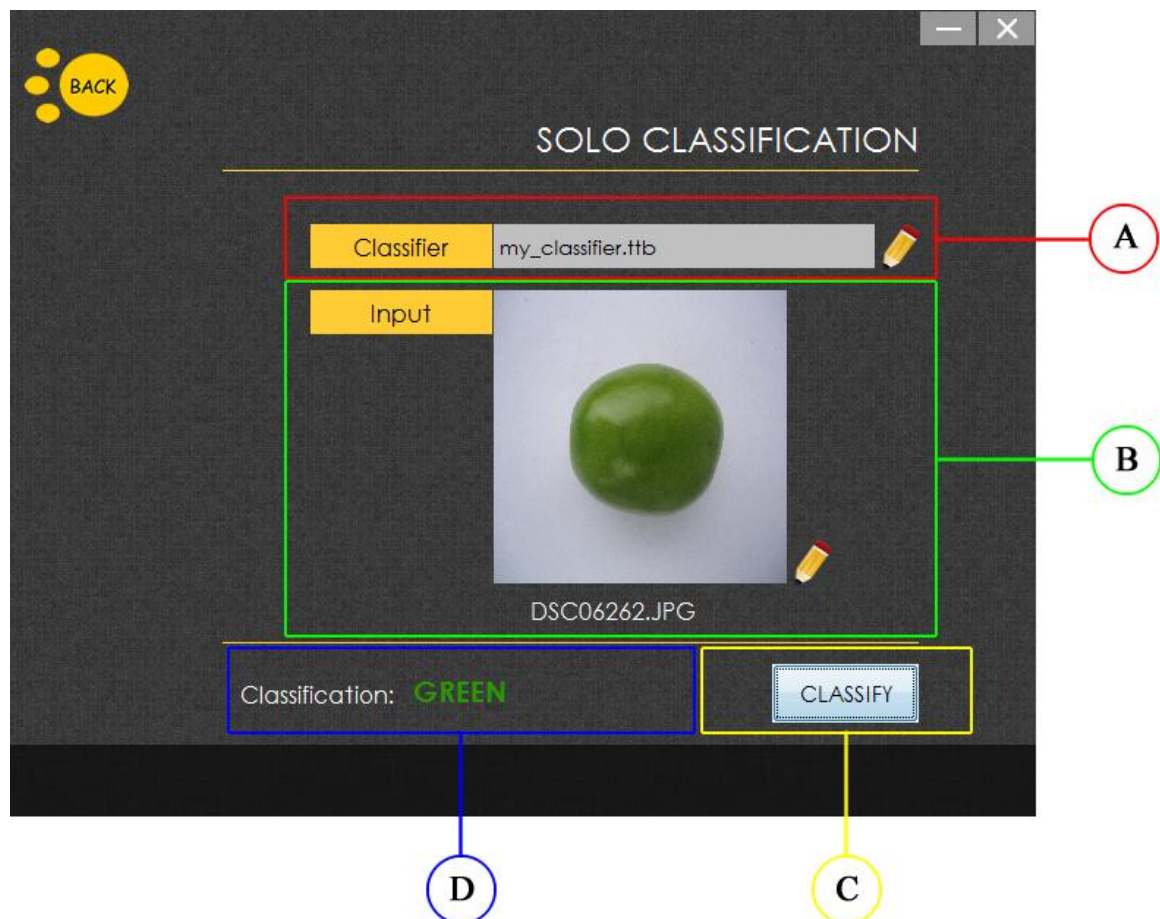 BACK
SOLO CLASSIFICATION
A
Classifier my_classifier.ttb
Input
B
DSC06262.JPG
Classification: GREEN
CLASSIFY
D
C